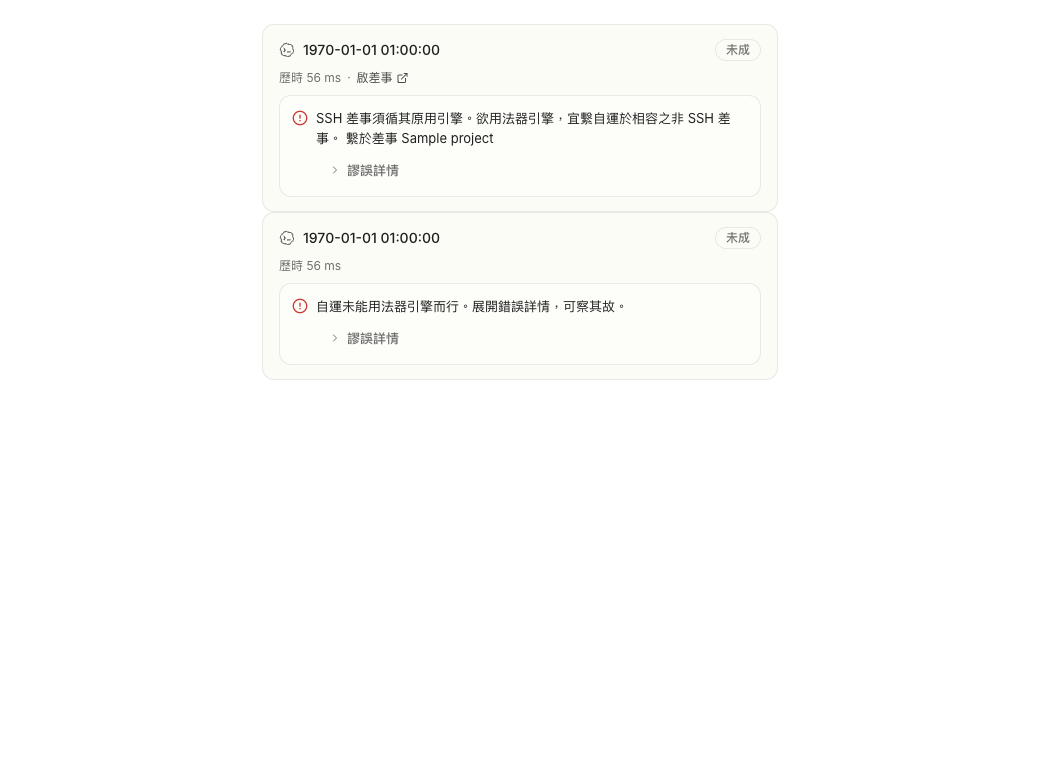 1970-01-01 01:00:00 未成
歷時 56 ms · 啟差事
SSH 差事須循其原用引擎。欲用法器引擎，宜繫自運於相容之非 SSH 差
事。 繫於差事 Sample project
謬誤詳情
1970-01-01 01:00:00 未成
歷時 56 ms
自運未能用法器引擎而行。展開錯誤詳情，可察其故。
謬誤詳情